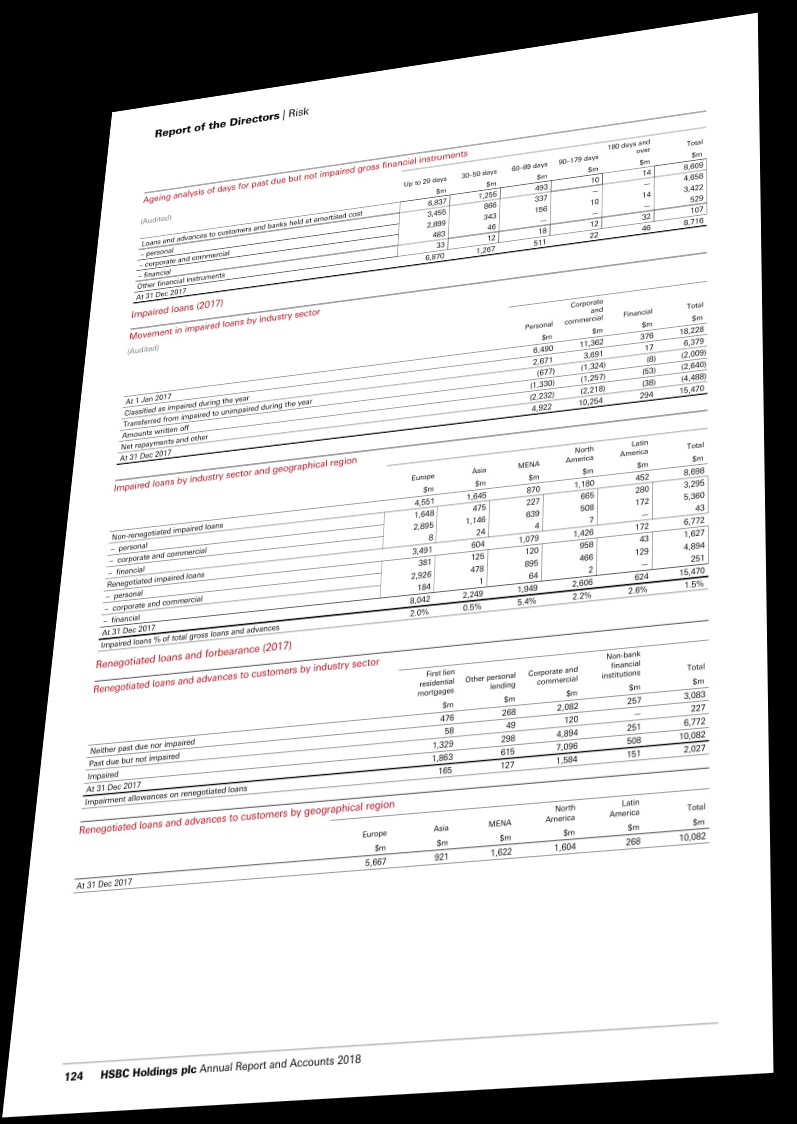 Report of the Directors | Risk
Ageing analysis of days for past due but not impaired gross financial instruments
Up to 29 days 30-59 days 60-89 days 90-179 days 180 days and over Total
(Audited) $m $m $m $m $m $m
Loans and advances to customers and banks held at amortised cost 6,837 1,255 493 10 14 8,609
– personal 3,455 866 337 – – 4,658
– corporate and commercial 2,899 343 156 10 14 3,422
– financial 483 46 – – – 529
Other financial instruments 33 12 18 12 32 107
At 31 Dec 2017 6,870 1,267 511 22 46 8,716
Impaired loans (2017)
Movement in impaired loans by industry sector
(Audited)
Personal Corporate and commercial Financial Total
$m $m $m $m
At 1 Jan 2017 6,490 11,362 376 18,228
Classified as impaired during the year 2,671 3,691 17 6,379
Transferred from impaired to unimpaired during the year (677) (1,324) (8) (2,009)
Amounts written off (1,330) (1,257) (53) (2,640)
Net repayments and other (2,232) (2,218) (38) (4,488)
At 31 Dec 2017 4,922 10,254 294 15,470
Impaired loans by industry sector and geographical region
Europe Asia MENA North America Latin America Total
$m $m $m $m $m $m
Non-renegotiated impaired loans 4,551 1,645 870 1,180 452 8,698
– personal 1,648 475 227 665 280 3,295
– corporate and commercial 2,895 1,146 639 508 172 5,360
– financial 8 24 4 7 – 43
Renegotiated impaired loans 3,491 604 1,079 1,426 172 6,772
– personal 381 125 120 958 43 1,627
– corporate and commercial 2,926 478 895 466 129 4,894
– financial 184 1 64 2 – 251
At 31 Dec 2017 8,042 2,249 1,949 2,606 624 15,470
Impaired loans % of total gross loans and advances 2.0% 0.5% 5.4% 2.2% 2.6% 1.5%
Renegotiated loans and forbearance (2017)
Renegotiated loans and advances to customers by industry sector
First lien residential mortgages Other personal lending Corporate and commercial Non-bank financial institutions Total
$m $m $m $m $m
Neither past due nor impaired 476 268 2,082 257 3,083
Past due but not impaired 58 49 120 – 227
Impaired 1,329 298 4,894 251 6,772
At 31 Dec 2017 1,863 615 7,096 508 10,082
Impairment allowances on renegotiated loans 165 127 1,584 151 2,027
Renegotiated loans and advances to customers by geographical region
Europe Asia MENA North America Latin America Total
$m $m $m $m $m $m
At 31 Dec 2017 5,667 921 1,622 1,604 268 10,082
124 HSBC Holdings plc Annual Report and Accounts 2018